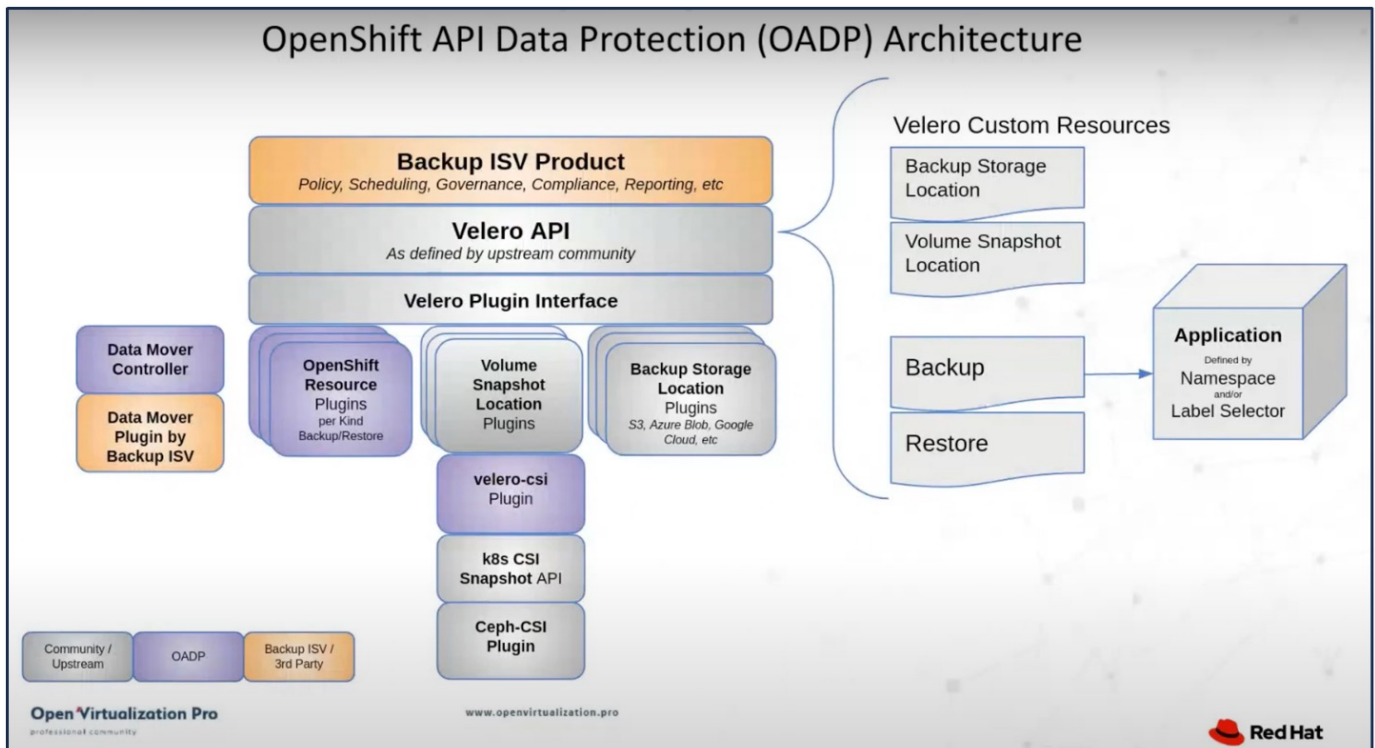 OpenShift API Data Protection (OADP) Architecture
Backup ISV Product
Policy, Scheduling, Governance, Compliance, Reporting, etc
Velero API
As defined by upstream community
Velero Plugin Interface
Data Mover
Controller
Data Mover
Plugin by
Backup ISV
OpenShift
Resource
Plugins
per Kind
Backup/Restore
Volume
Snapshot
Location
Plugins
Backup Storage
Location
Plugins
S3, Azure Blob, Google
Cloud, etc
velero-csi
Plugin
k8s CSI
Snapshot API
Ceph-CSI
Plugin
Velero Custom Resources
Backup Storage
Location
Volume Snapshot
Location
Backup
Restore
Application
Defined by
Namespace
and/or
Label Selector
Community /
Upstream
OADP
Backup ISV /
3rd Party
Open Virtualization Pro
professional community
www.openvirtualization.pro
Red Hat